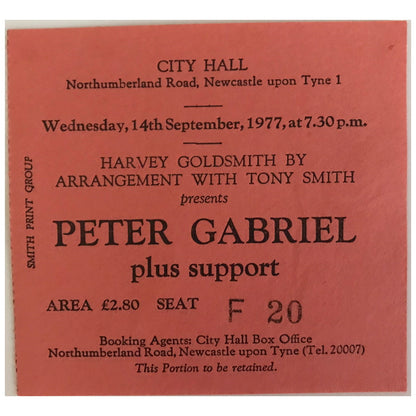 CITY HALL
Northumberland Road, Newcastle upon Tyne 1
Wednesday, 14th September, 1977, at 7.30 p.m.
HARVEY GOLDSMITH BY
ARRANGEMENT WITH TONY SMITH
presents
PETER GABRIEL
plus support
AREA £2.80 SEAT F 20
Booking Agents: City Hall Box Office
Northumberland Road, Newcastle upon Tyne (Tel. 20007)
This Portion to be retained.
SMITH PRINT GROUP